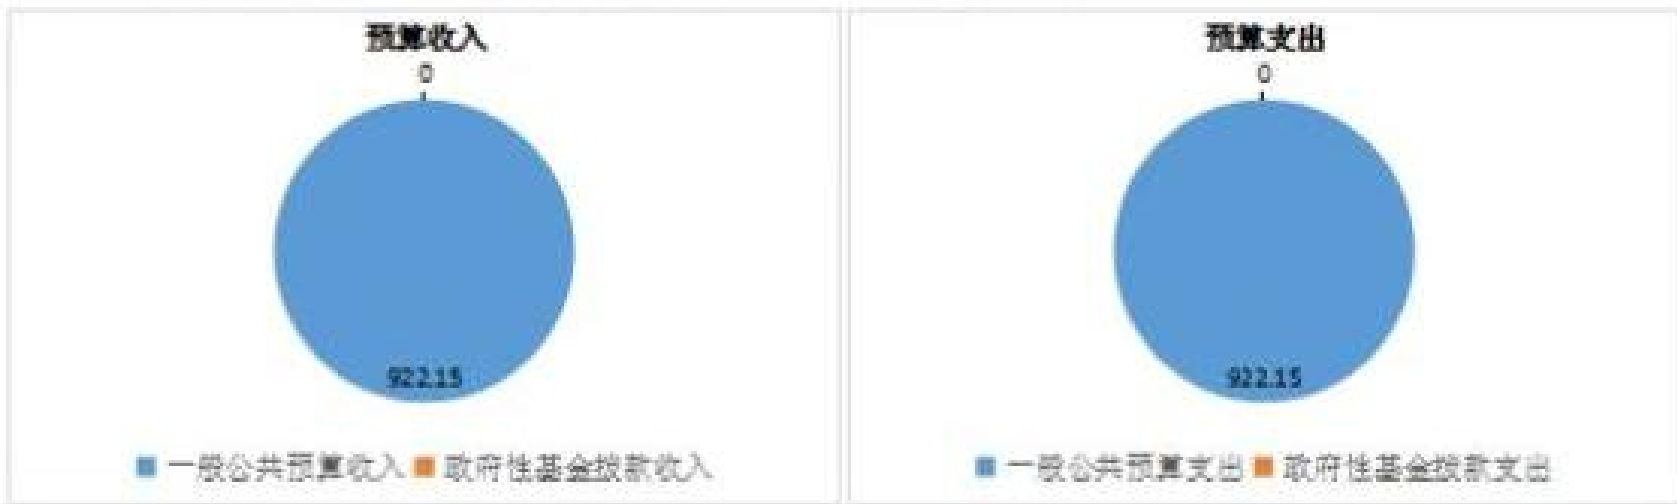 预算收入
0
922.15
一般公共预算收入 政府性基金拨款收入
预算支出
0
922.15
一般公共预算支出 政府性基金拨款支出